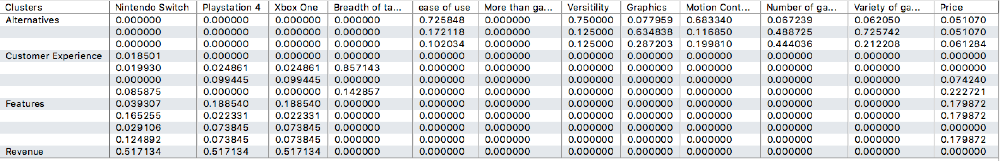 Clusters Nintendo Switch Playstation 4 Xbox One Breadth of ta... ease of use More than ga... Versitility Graphics Motion Cont... Number of ga... Variety of ga... Price
Alternatives 0.000000 0.000000 0.000000 0.000000 0.725848 0.000000 0.750000 0.077959 0.683340 0.067239 0.062050 0.051070
0.000000 0.000000 0.000000 0.000000 0.172118 0.000000 0.125000 0.634838 0.116850 0.488725 0.725742 0.051070
0.000000 0.000000 0.000000 0.000000 0.102034 0.000000 0.125000 0.287203 0.199810 0.444036 0.212208 0.061284
Customer Experience 0.018501 0.000000 0.000000 0.000000 0.000000 0.000000 0.000000 0.000000 0.000000 0.000000 0.000000 0.000000
0.019930 0.024861 0.024861 0.857143 0.000000 0.000000 0.000000 0.000000 0.000000 0.000000 0.000000 0.000000
0.000000 0.099445 0.099445 0.000000 0.000000 0.000000 0.000000 0.000000 0.000000 0.000000 0.000000 0.074240
0.085875 0.000000 0.000000 0.142857 0.000000 0.000000 0.000000 0.000000 0.000000 0.000000 0.000000 0.222721
Features 0.039307 0.188540 0.188540 0.000000 0.000000 0.000000 0.000000 0.000000 0.000000 0.000000 0.000000 0.179872
0.165255 0.022331 0.022331 0.000000 0.000000 0.000000 0.000000 0.000000 0.000000 0.000000 0.000000 0.179872
0.029106 0.073845 0.073845 0.000000 0.000000 0.000000 0.000000 0.000000 0.000000 0.000000 0.000000 0.000000
0.124892 0.073845 0.073845 0.000000 0.000000 0.000000 0.000000 0.000000 0.000000 0.000000 0.000000 0.179872
Revenue 0.517134 0.517134 0.517134 0.000000 0.000000 0.000000 0.000000 0.000000 0.000000 0.000000 0.000000 0.000000